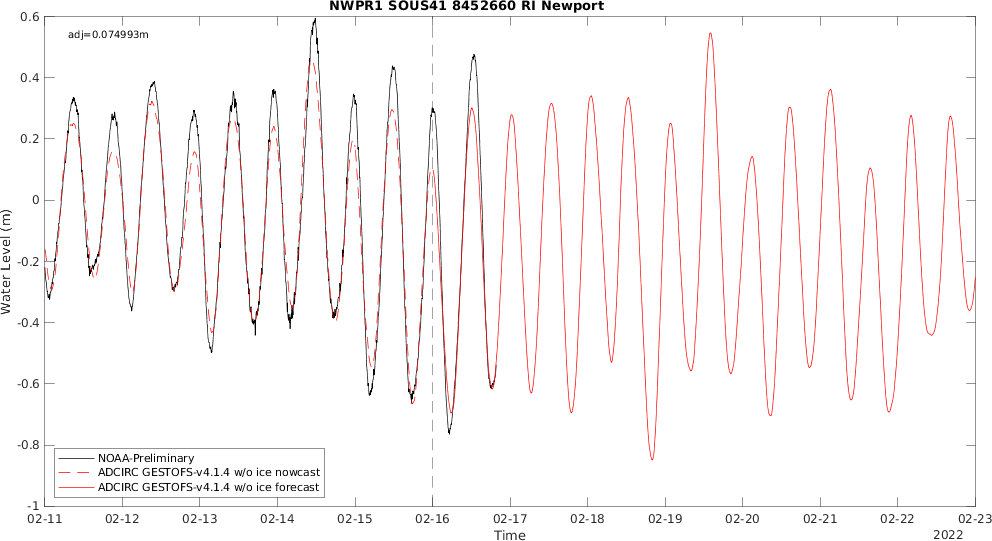 NWPR1 SOUS41 8452660 RI Newport
adj=0.074993m
0.6
0.4
0.2
0
-0.2
-0.4
-0.6
-0.8
-1
Water Level (m)
NOAA-Preliminary
ADCIRC GESTOFS-v4.1.4 w/o ice nowcast
ADCIRC GESTOFS-v4.1.4 w/o ice forecast
02-11 02-12 02-13 02-14 02-15 02-16 02-17 02-18 02-19 02-20 02-21 02-22 02-23
Time
2022